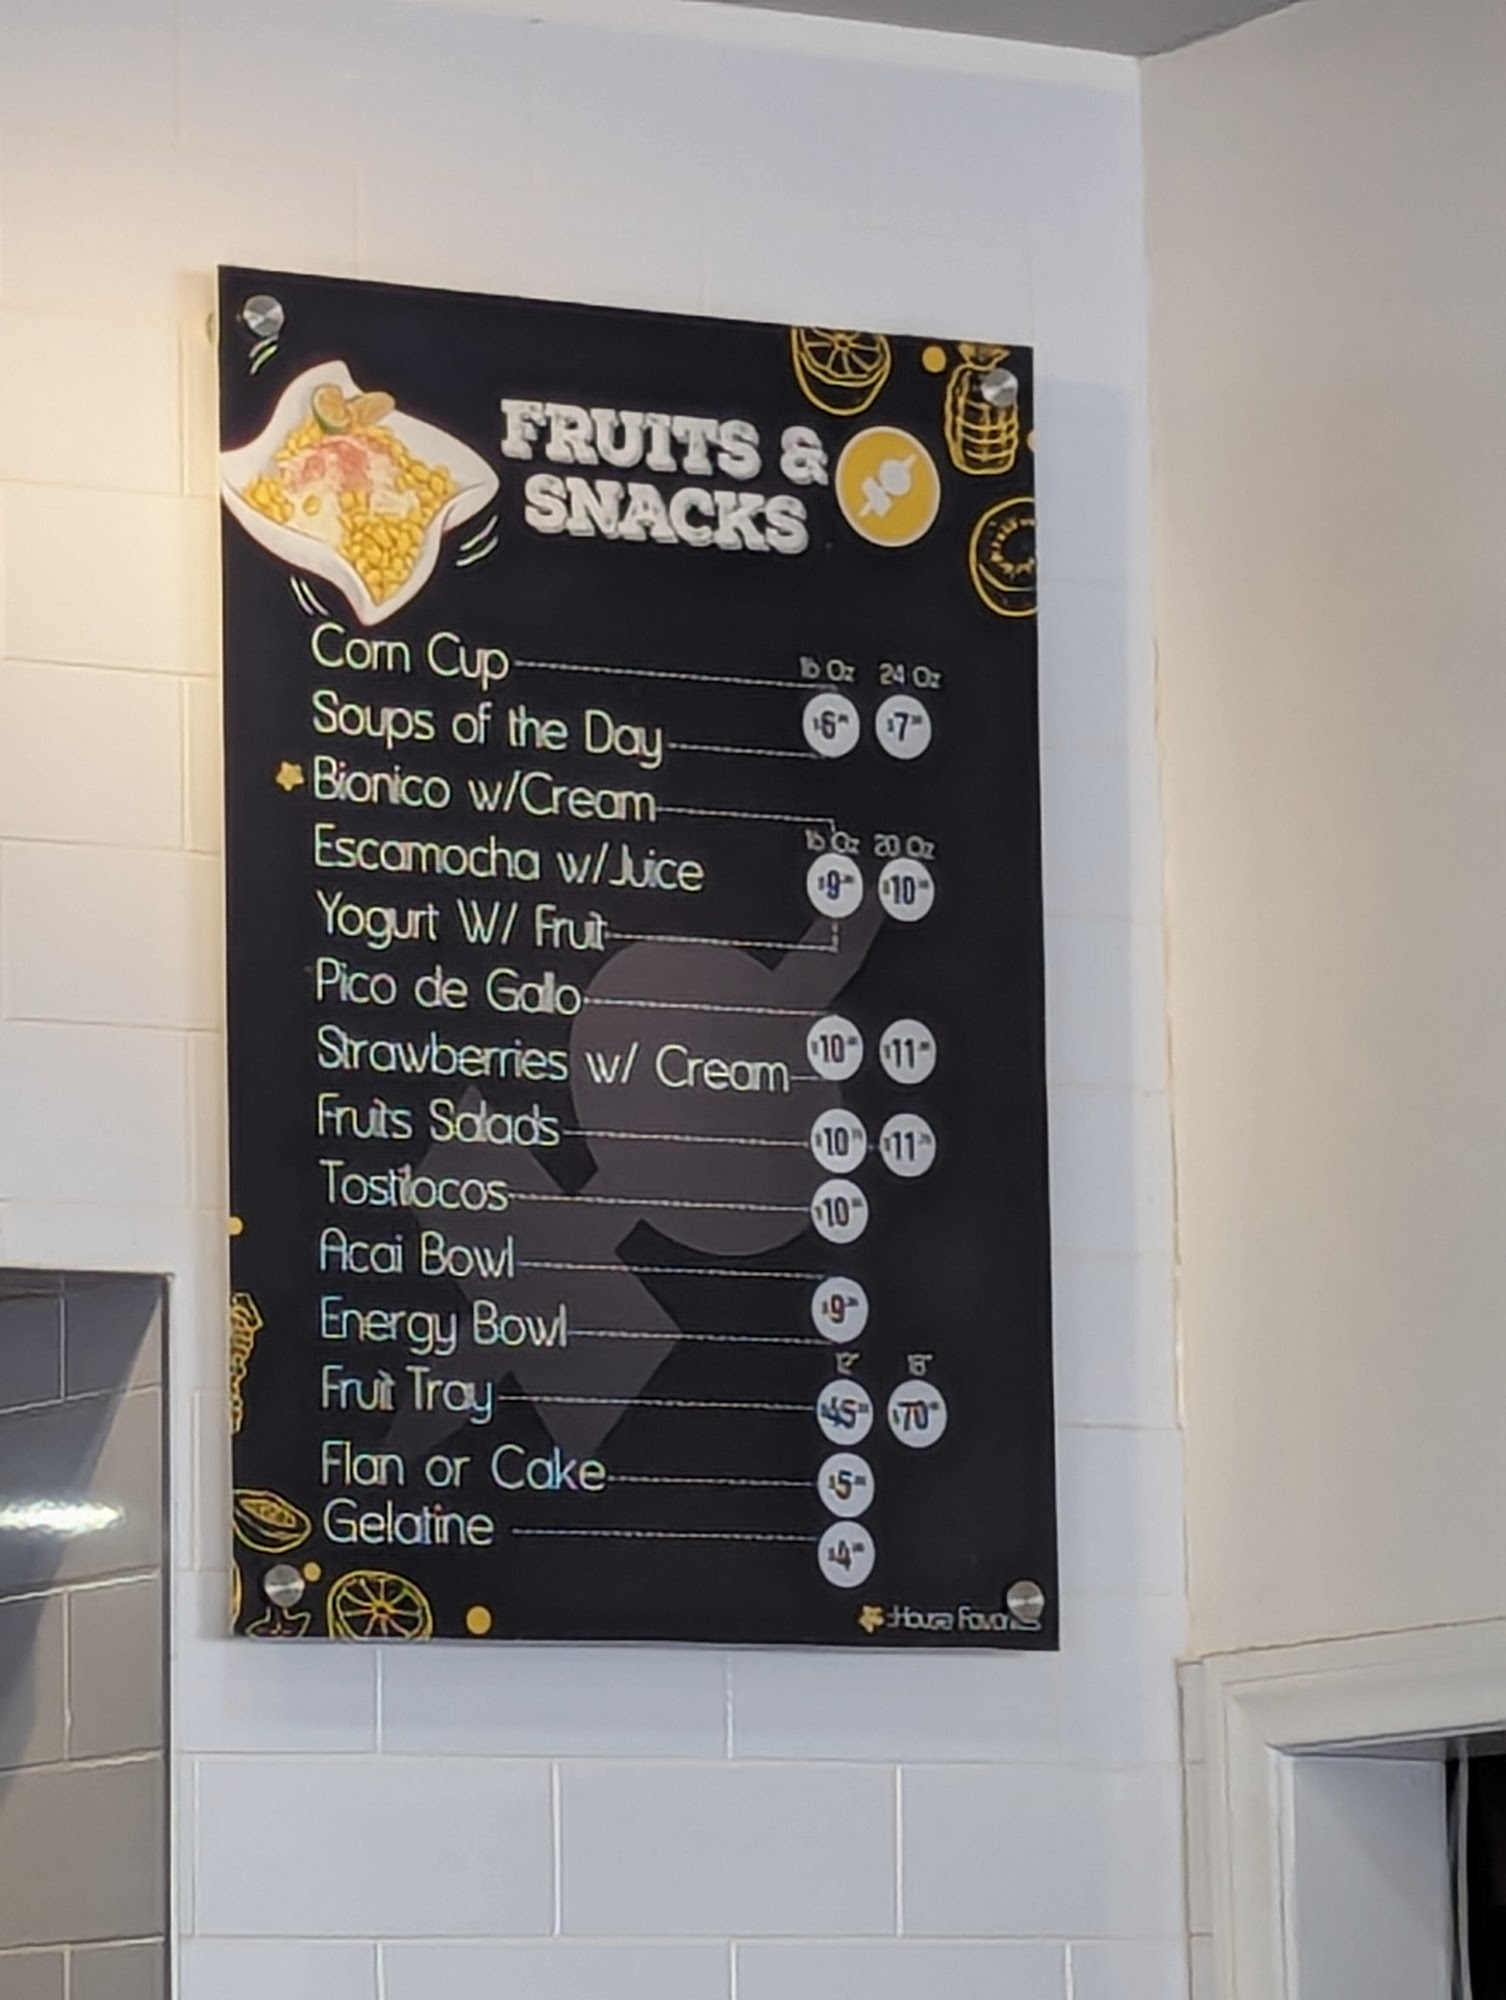 FRUITS &
SNACKS
Corn Cup 16 Oz 24 Oz
Soups of the Day $6 $7
Bionico w/Cream
16 Oz 20 Oz
Escamocha w/Juice $9 $10
Yogurt W/ Fruit
Pico de Gallo
Strawberries w/ Cream $10 $11
Fruits Salads $10 $11
Tostilocos $10
Acai Bowl
$9
Energy Bowl
12"
Fruit Tray $45 $70
Flan or Cake $5
Gelatine $4
:House Favorites